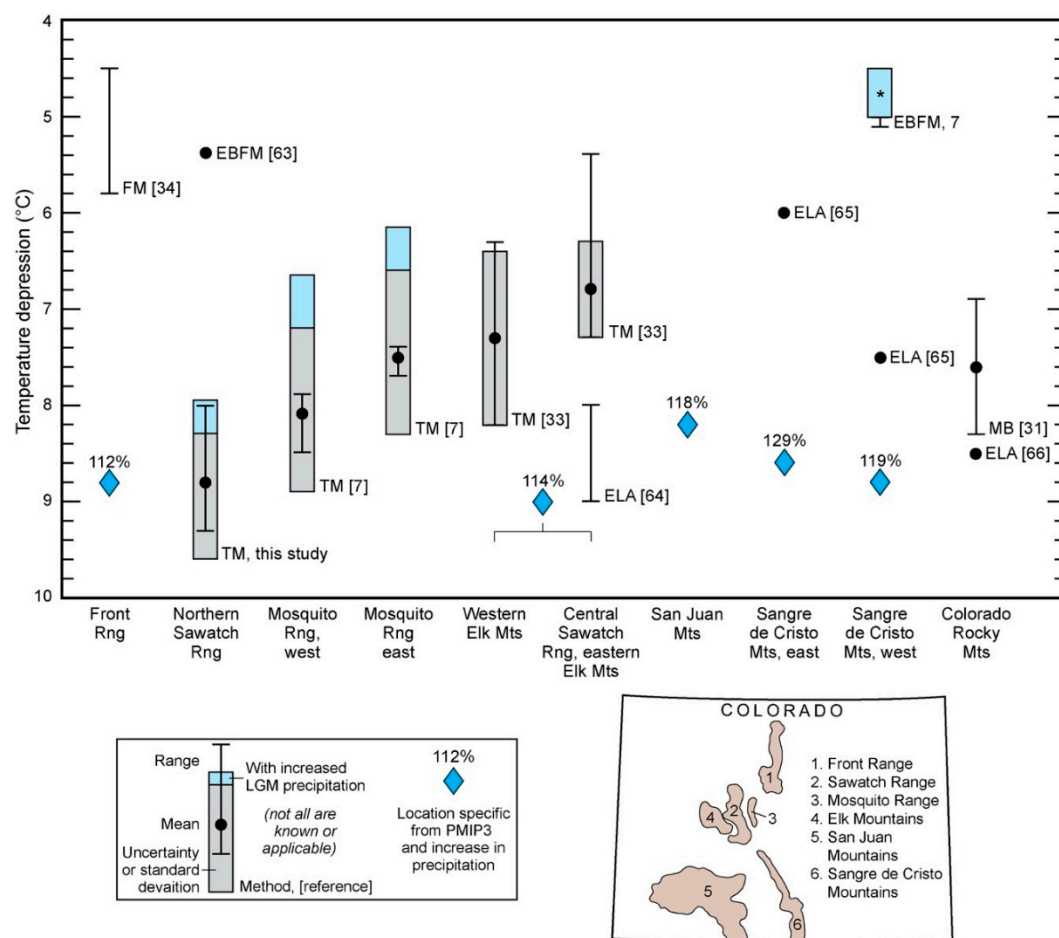 4
5
6
7
8
9
10
Temperature depression (°C)
FM [34]
112%
EBFM [63]
TM, this study
TM [7]
TM [7]
TM [33]
114%
TM [33]
ELA [64]
118%
ELA [65]
129%
*
EBFM, 7
ELA [65]
119%
MB [31]
ELA [66]
Front
Rng
Northern
Sawatch
Rng
Mosquito
Rng,
west
Mosquito
Rng
east
Western
Elk Mts
Central
Sawatch
Rng, eastern
Elk Mts
San Juan
Mts
Sangre
de Cristo
Mts, east
Sangre
de Cristo
Mts, west
Colorado
Rocky
Mts
Range
Mean
Uncertainty
or standard
devaition
With increased
LGM precipitation
(not all are
known or
applicable)
Method, [reference]
112%
Location specific
from PMIP3
and increase in
precipitation
COLORADO
1
2
3
4
5
6
1. Front Range
2. Sawatch Range
3. Mosquito Range
4. Elk Mountains
5. San Juan
Mountains
6. Sangre de Cristo
Mountains